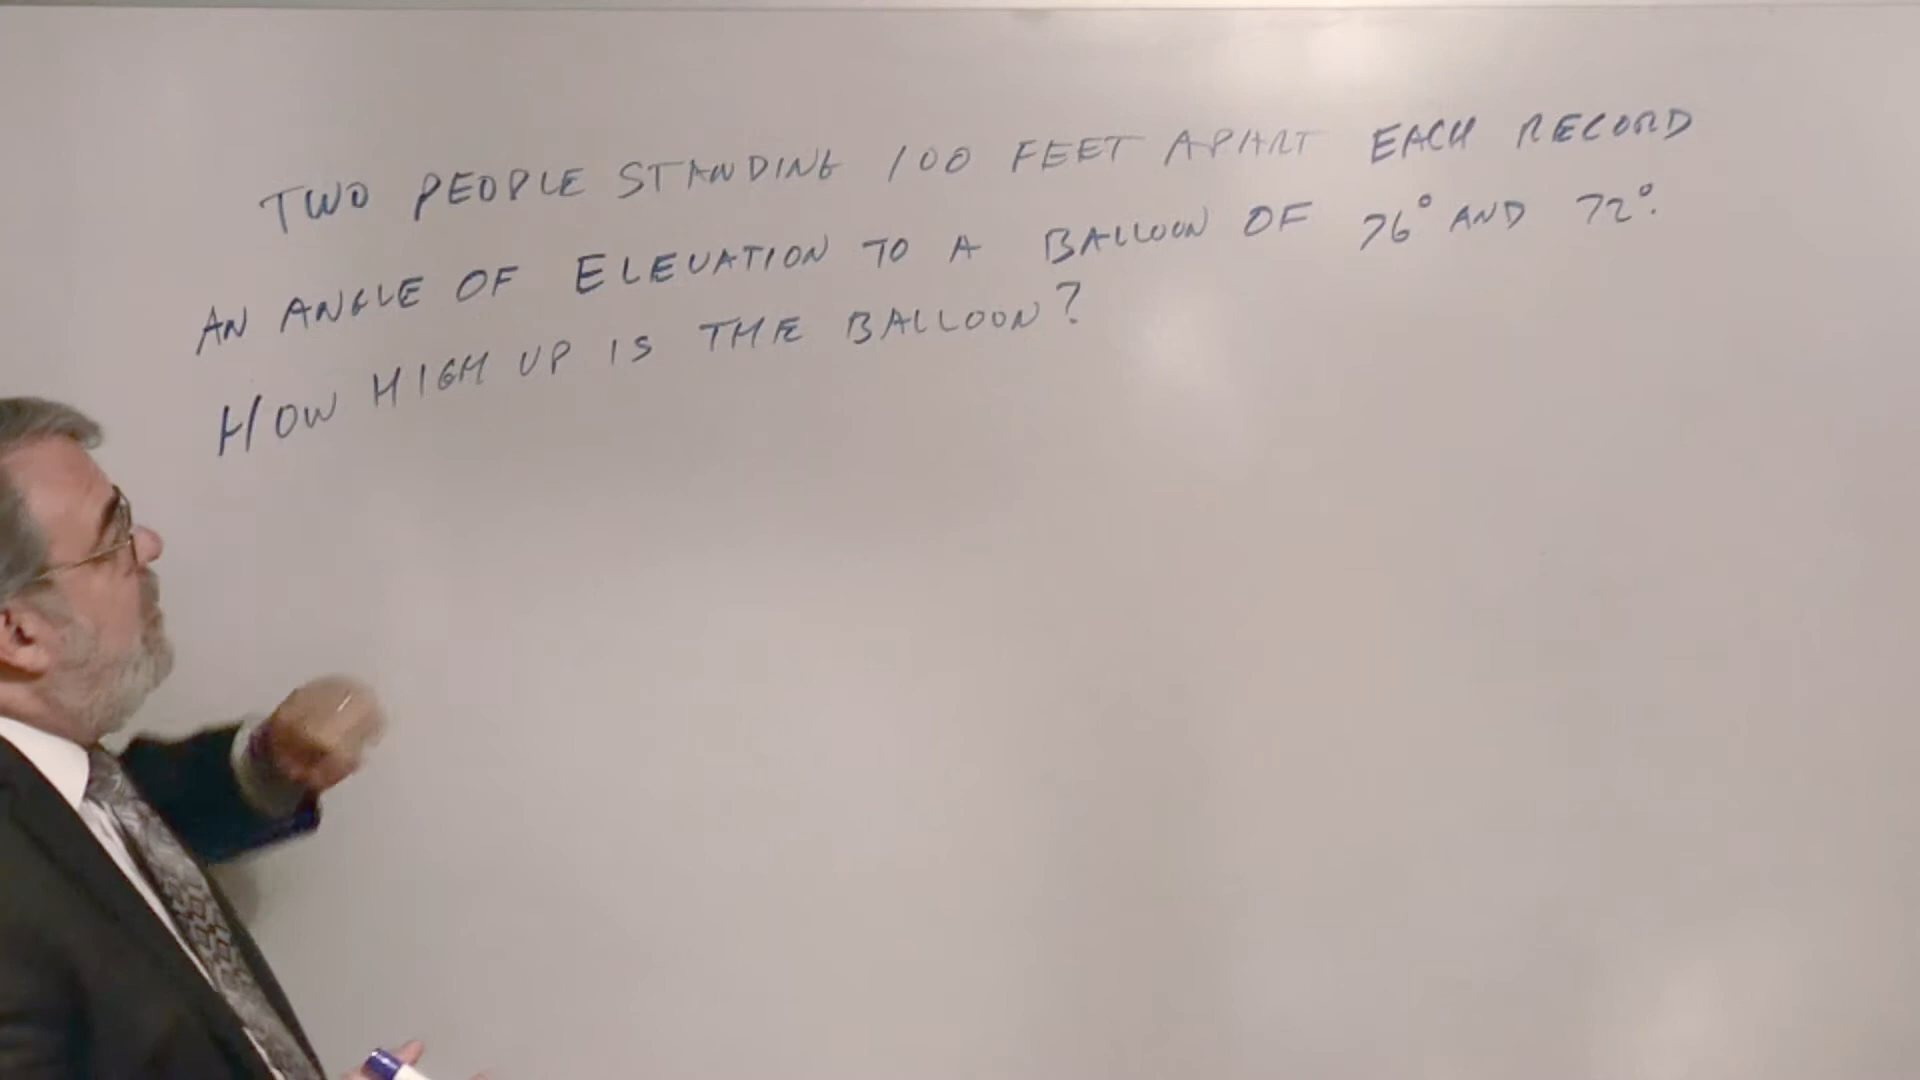 TWO PEOPLE STANDING 100 FEET APART EACH RECORD
AN ANGLE OF ELEVATION TO A BALLOON OF 76° AND 72°.
HOW HIGH UP IS THE BALLOON?